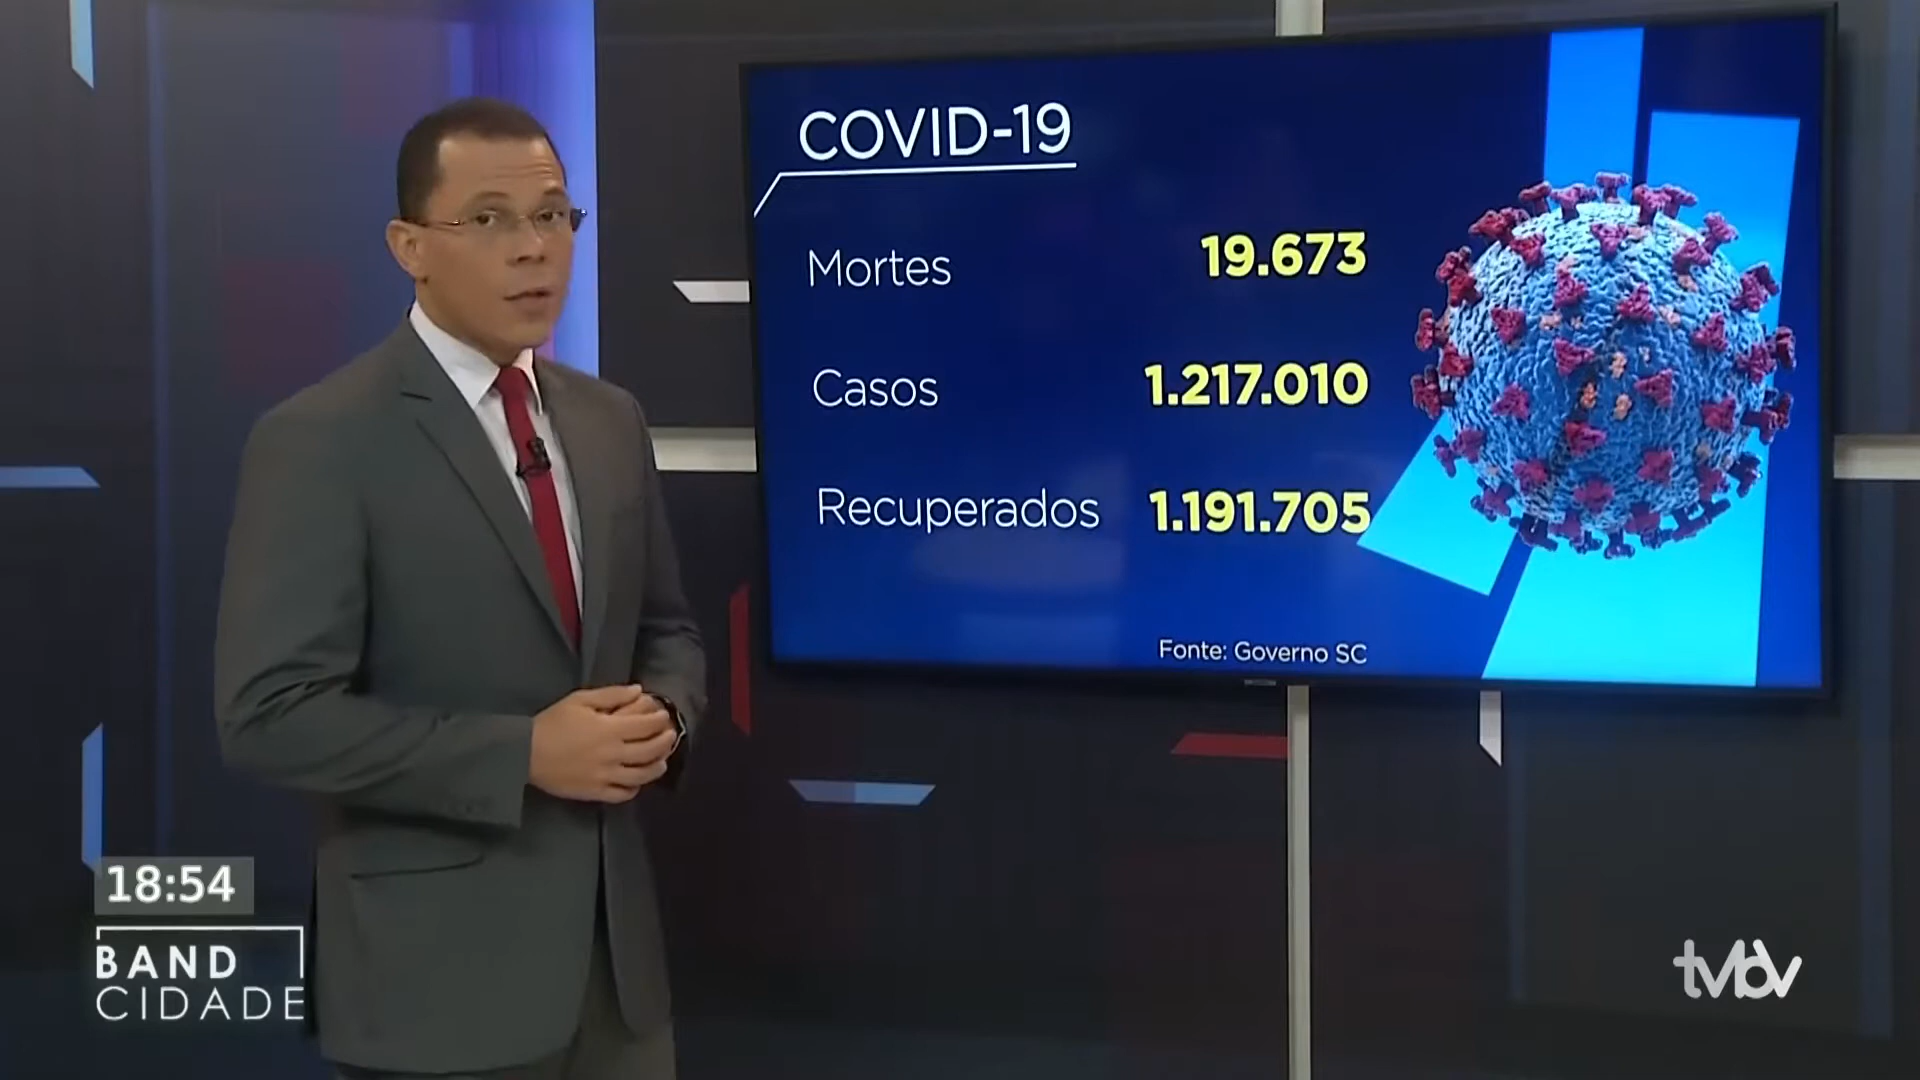 COVID-19
Mortes 19.673
Casos 1.217.010
Recuperados 1.191.705
Fonte: Governo SC
18:54
BAND
CIDADE
tvbv